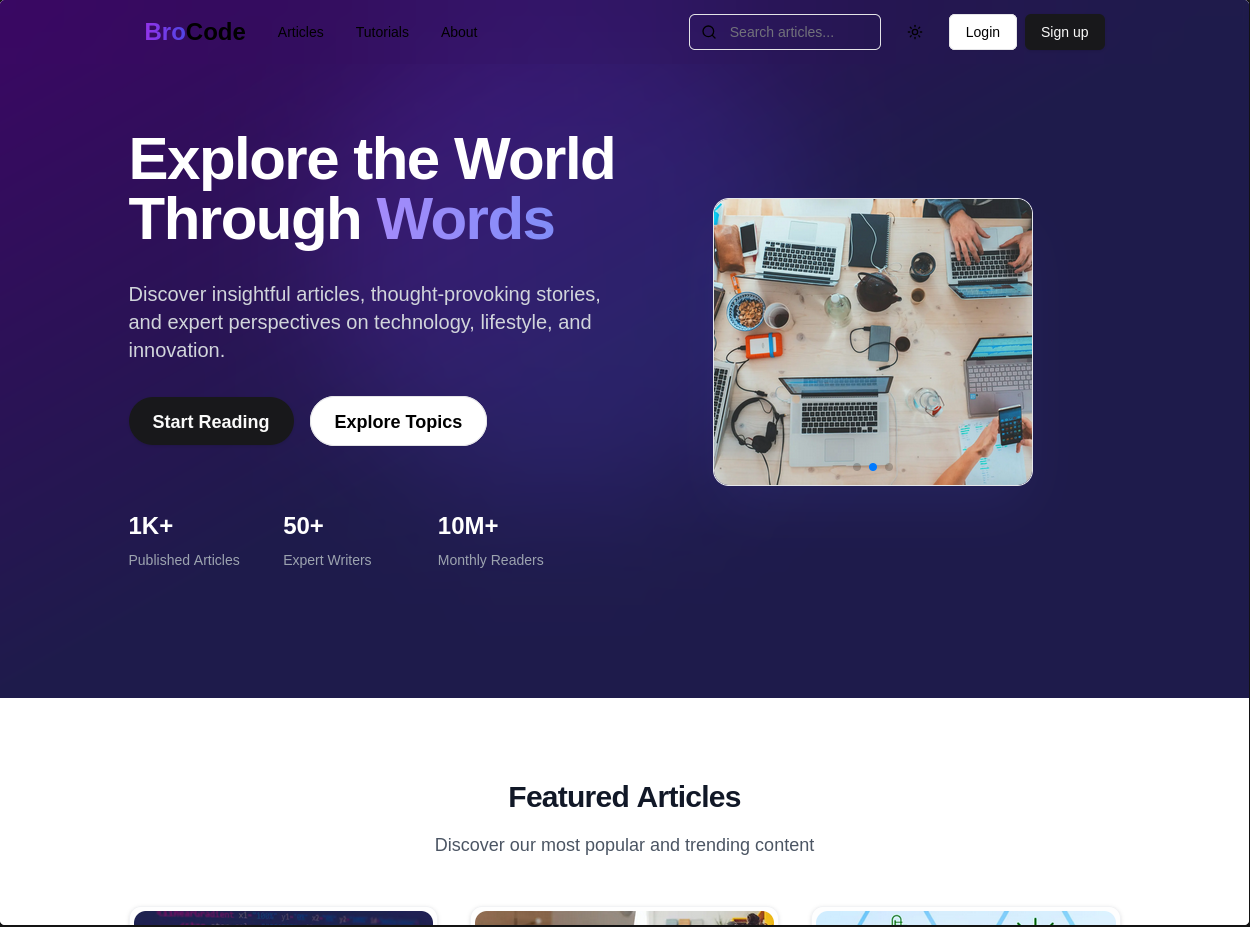 BroCode Articles Tutorials About Search articles... Login Sign up
Explore the World
Through Words
Discover insightful articles, thought-provoking stories,
and expert perspectives on technology, lifestyle, and
innovation.
Start Reading Explore Topics
1K+ 50+ 10M+
Published Articles Expert Writers Monthly Readers
Featured Articles
Discover our most popular and trending content